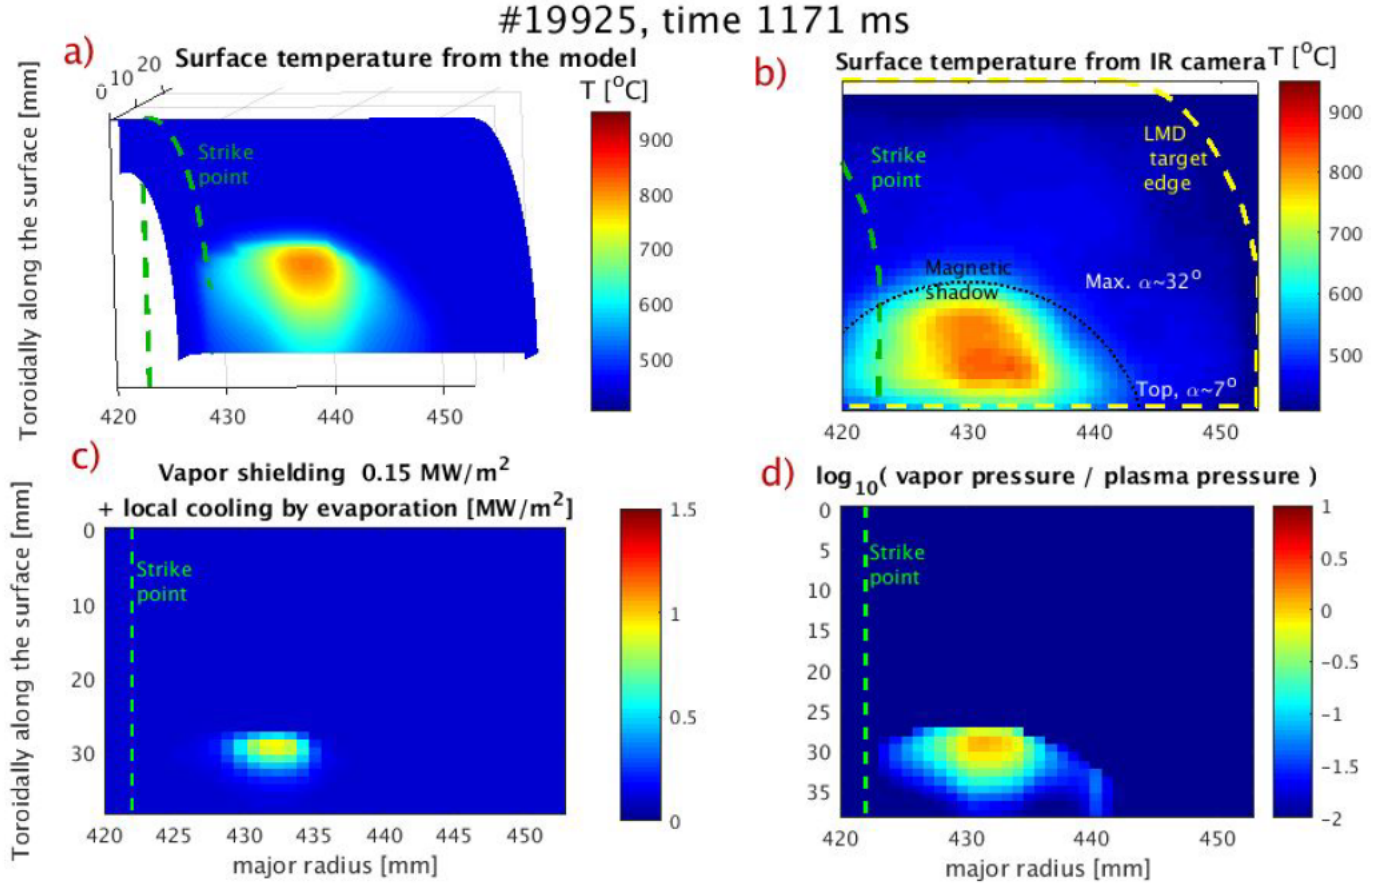 #19925, time 1171 ms
a)
Surface temperature from the model
T [°C]
Toroidally along the surface [mm]
0 10 20
Strike
point
900
800
700
600
500
420 430 440 450
b)
Surface temperature from IR camera
T [°C]
Strike
point
LMD
target
edge
Magnetic
shadow
Max. α~32°
Top, α~7°
900
800
700
600
500
420 430 440 450
c)
Vapor shielding 0.15 MW/m²
+ local cooling by evaporation [MW/m²]
Toroidally along the surface [mm]
0
10
20
30
Strike
point
1.5
1
0.5
0
420 425 430 435 440 445 450
major radius [mm]
d)
log₁₀( vapor pressure / plasma pressure )
0
5
10
15
20
25
30
35
Strike
point
1
0.5
0
-0.5
-1
-1.5
-2
420 430 440 450
major radius [mm]